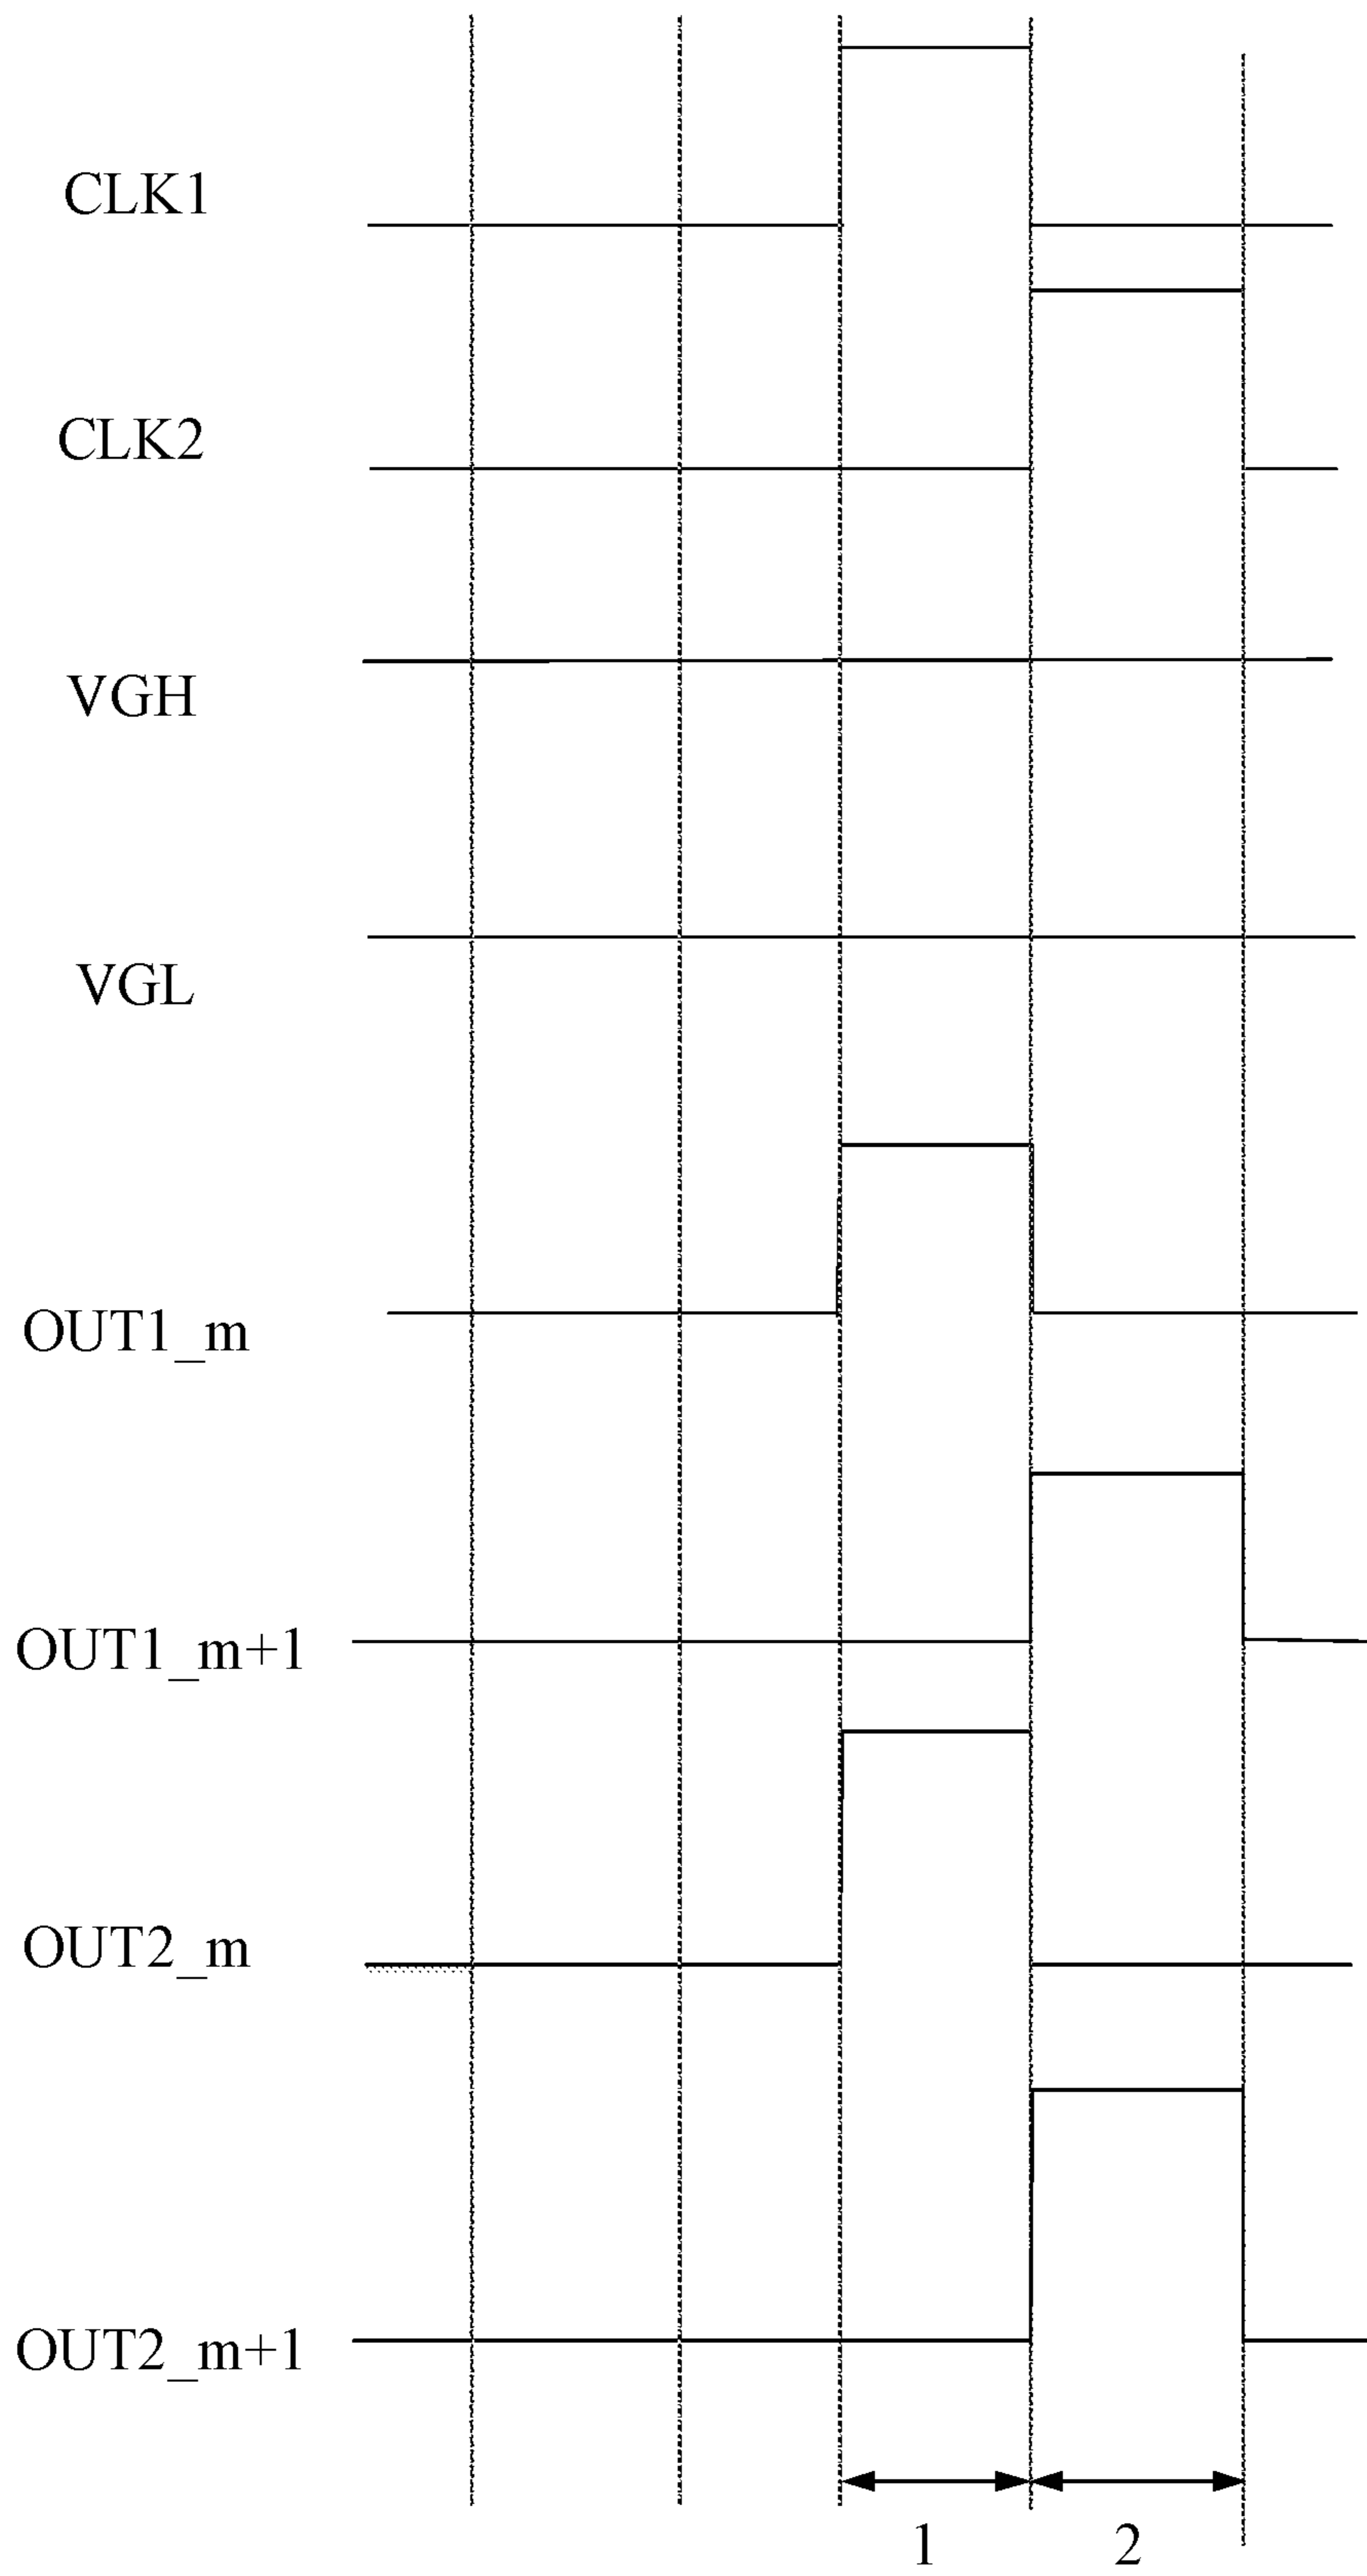 CLK1
CLK2
VGH
VGL
OUT1_m
OUT1_m+1
OUT2_m
OUT2_m+1
1 2